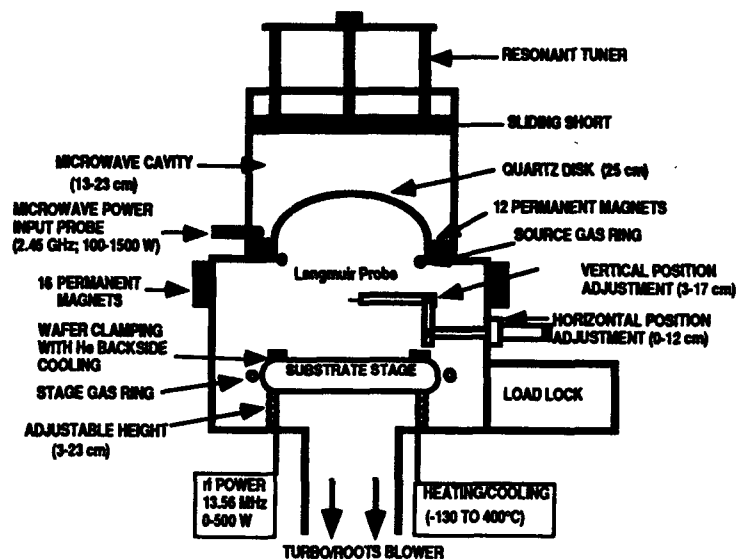 RESONANT TUNER
SLIDING SHORT
MICROWAVE CAVITY
(13-23 cm)
QUARTZ DISK (25 cm)
MICROWAVE POWER
INPUT PROBE
(2.45 GHz; 100-1500 W)
12 PERMANENT MAGNETS
SOURCE GAS RING
Langmuir Probe
16 PERMANENT
MAGNETS
VERTICAL POSITION
ADJUSTMENT (3-17 cm)
WAFER CLAMPING
WITH He BACKSIDE
COOLING
HORIZONTAL POSITION
ADJUSTMENT (0-12 cm)
SUBSTRATE STAGE
STAGE GAS RING
LOAD LOCK
ADJUSTABLE HEIGHT
(3-23 cm)
rf POWER
13.56 MHz
0-500 W
HEATING/COOLING
(-130 TO 400°C)
TURBO/ROOTS BLOWER